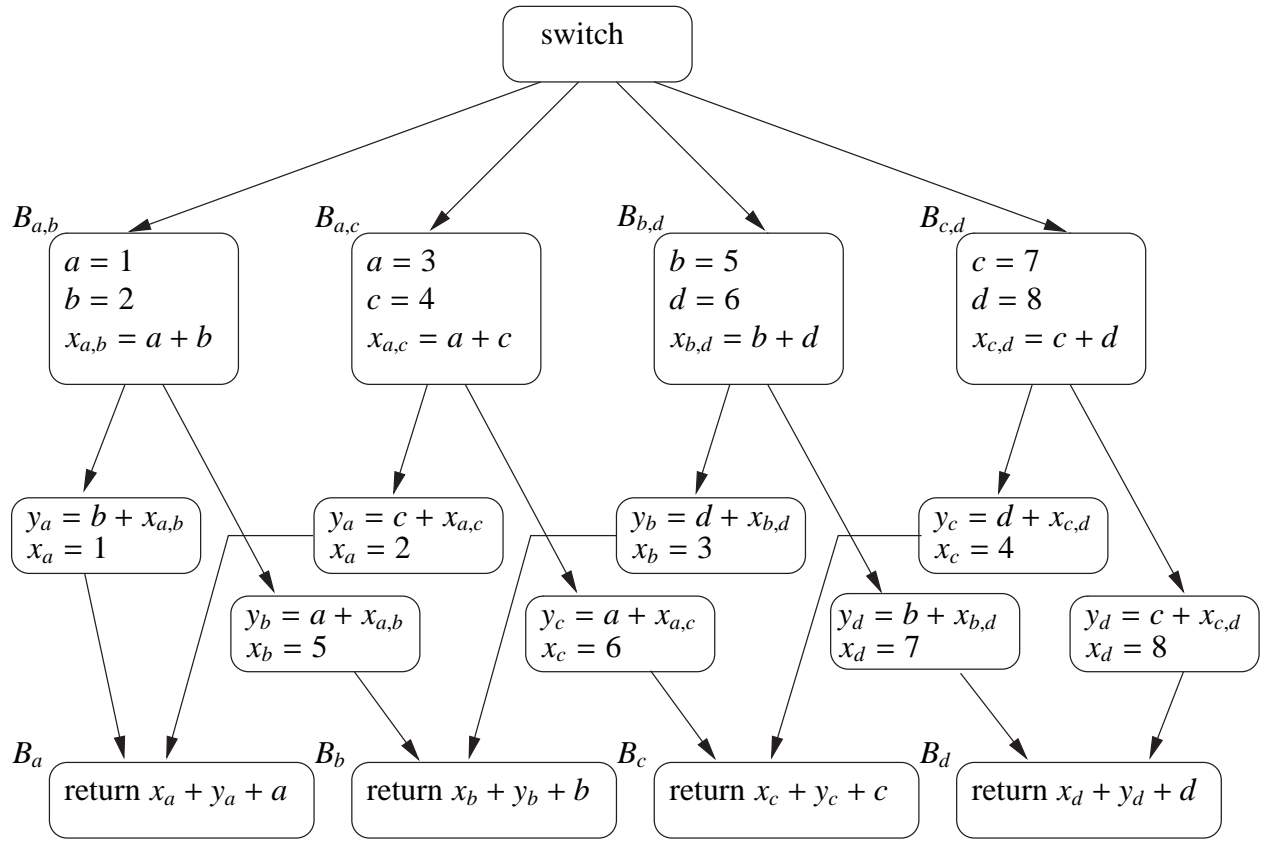 switch
B_{a,b}
a = 1
b = 2
x_{a,b} = a + b
B_{a,c}
a = 3
c = 4
x_{a,c} = a + c
B_{b,d}
b = 5
d = 6
x_{b,d} = b + d
B_{c,d}
c = 7
d = 8
x_{c,d} = c + d
y_a = b + x_{a,b}
x_a = 1
y_a = c + x_{a,c}
x_a = 2
y_b = d + x_{b,d}
x_b = 3
y_c = d + x_{c,d}
x_c = 4
y_b = a + x_{a,b}
x_b = 5
y_c = a + x_{a,c}
x_c = 6
y_d = b + x_{b,d}
x_d = 7
y_d = c + x_{c,d}
x_d = 8
B_a
return x_a + y_a + a
B_b
return x_b + y_b + b
B_c
return x_c + y_c + c
B_d
return x_d + y_d + d